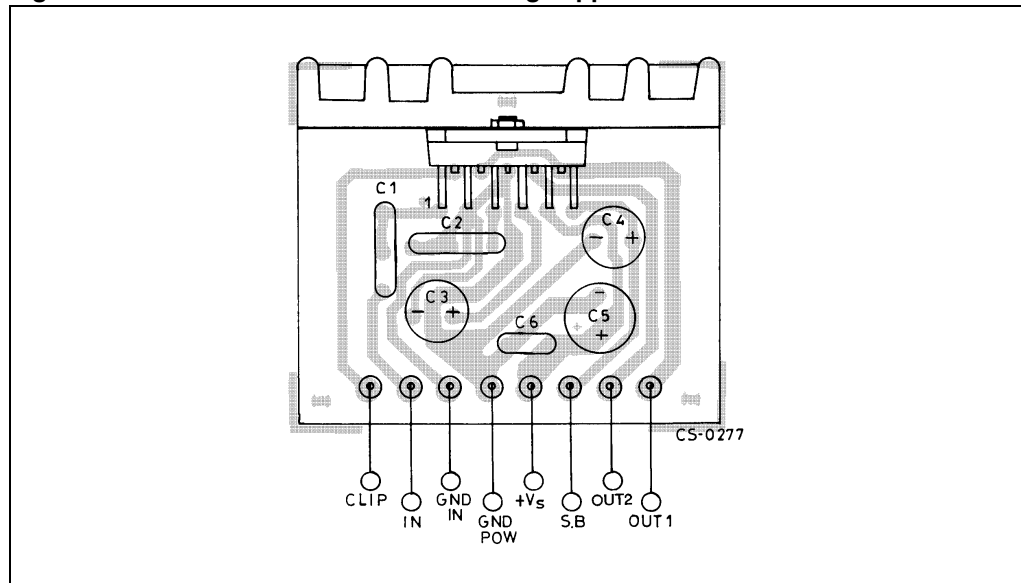 C1
1
C2
C4
- +
C3
- +
-
C5
+
+
C6
CS-0277
CLIP
IN
GND
IN
GND
POW
+Vs
S.B
OUT2
OUT1